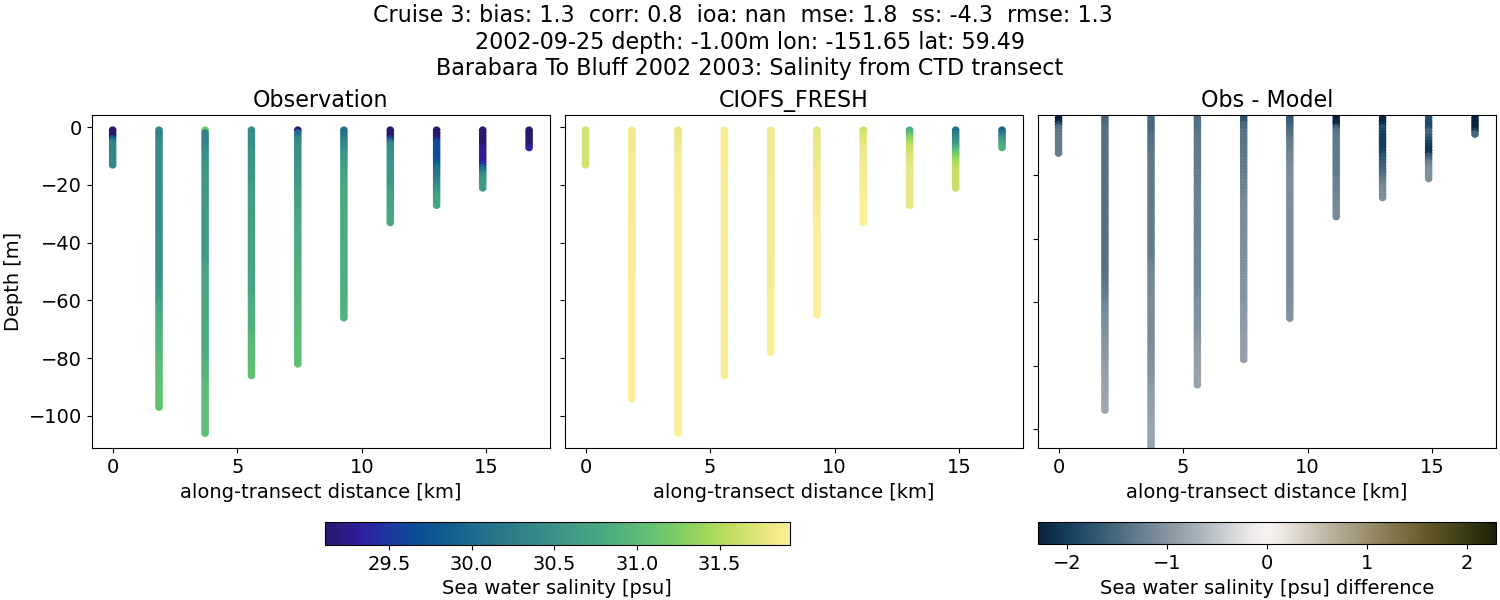 Cruise 3: bias: 1.3  corr: 0.8  ioa: nan  mse: 1.8  ss: -4.3  rmse: 1.3
2002-09-25 depth: -1.00m lon: -151.65 lat: 59.49
Barabara To Bluff 2002 2003: Salinity from CTD transect
Observation
CIOFS_FRESH
Obs - Model
Depth [m]
0
−20
−40
−60
−80
−100
0 5 10 15
0 5 10 15
0 5 10 15
along-transect distance [km]
along-transect distance [km]
along-transect distance [km]
29.5 30.0 30.5 31.0 31.5
Sea water salinity [psu]
−2 −1 0 1 2
Sea water salinity [psu] difference